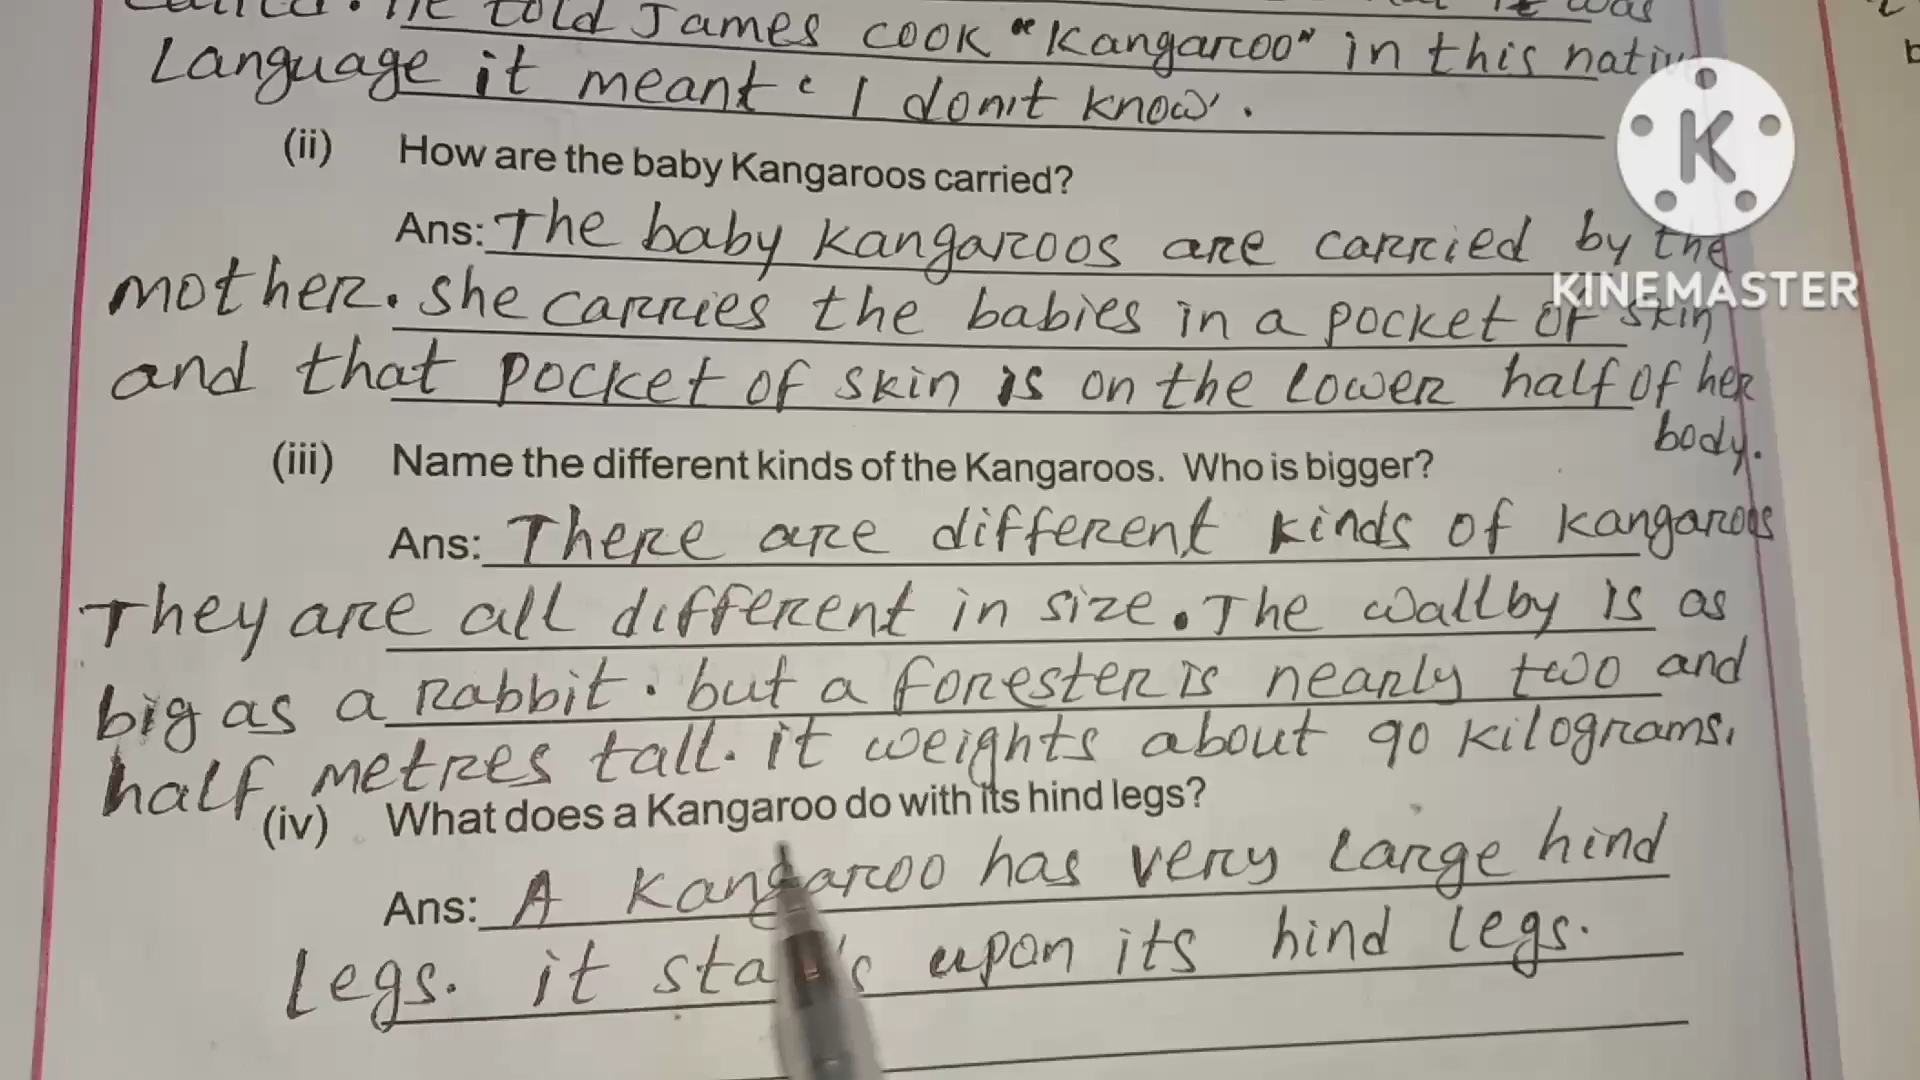 He told James cook "Kangaroo" in this
Language it meant ' I don't know'.
(ii) How are the baby Kangaroos carried?
Ans: The baby kangaroos are carried by the
mother. She carries the babies in a pocket of skin
and that pocket of skin is on the lower half of her
body.
(iii) Name the different kinds of the Kangaroos. Who is bigger?
Ans: There are different kinds of kangaroos
They are all different in size. The wallby is as
big as a rabbit. but a forester is nearly two and
half metres tall. it weights about 90 kilograms.
(iv) What does a Kangaroo do with its hind legs?
Ans: A Kangaroo has very large hind
legs. it upon its hind legs.
K
KINEMASTER